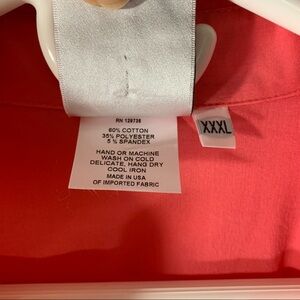 RN 129738
60% COTTON
35% POLYESTER
5% SPANDEX
HAND OR MACHINE
WASH ON COLD
DELICATE, HANG DRY
COOL IRON
MADE IN USA
OF IMPORTED FABRIC
XXXL